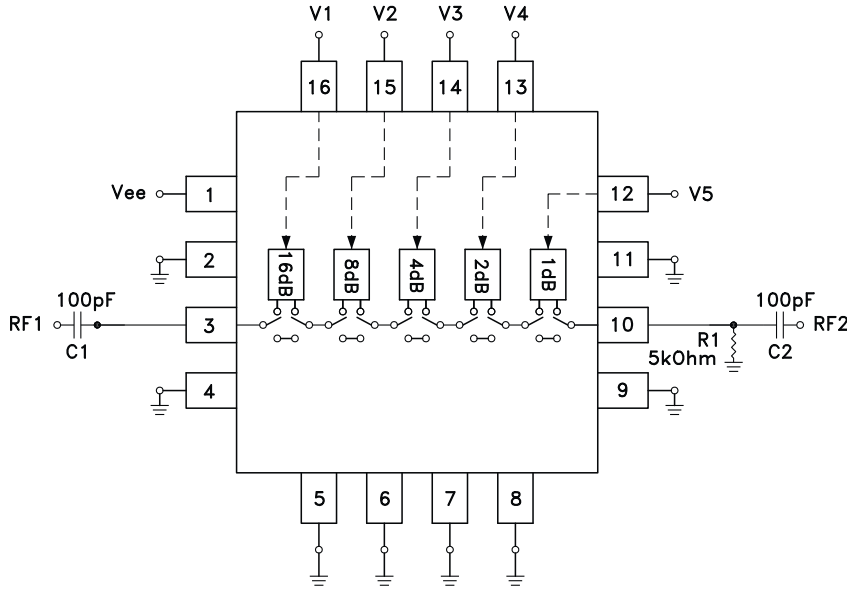 V1 V2 V3 V4
16 15 14 13
Vee 1 12 V5
2 11
16dB 8dB 4dB 2dB 1dB
100pF 100pF
RF1 3 10 RF2
C1 R1 C2
5kOhm
4 9
5 6 7 8